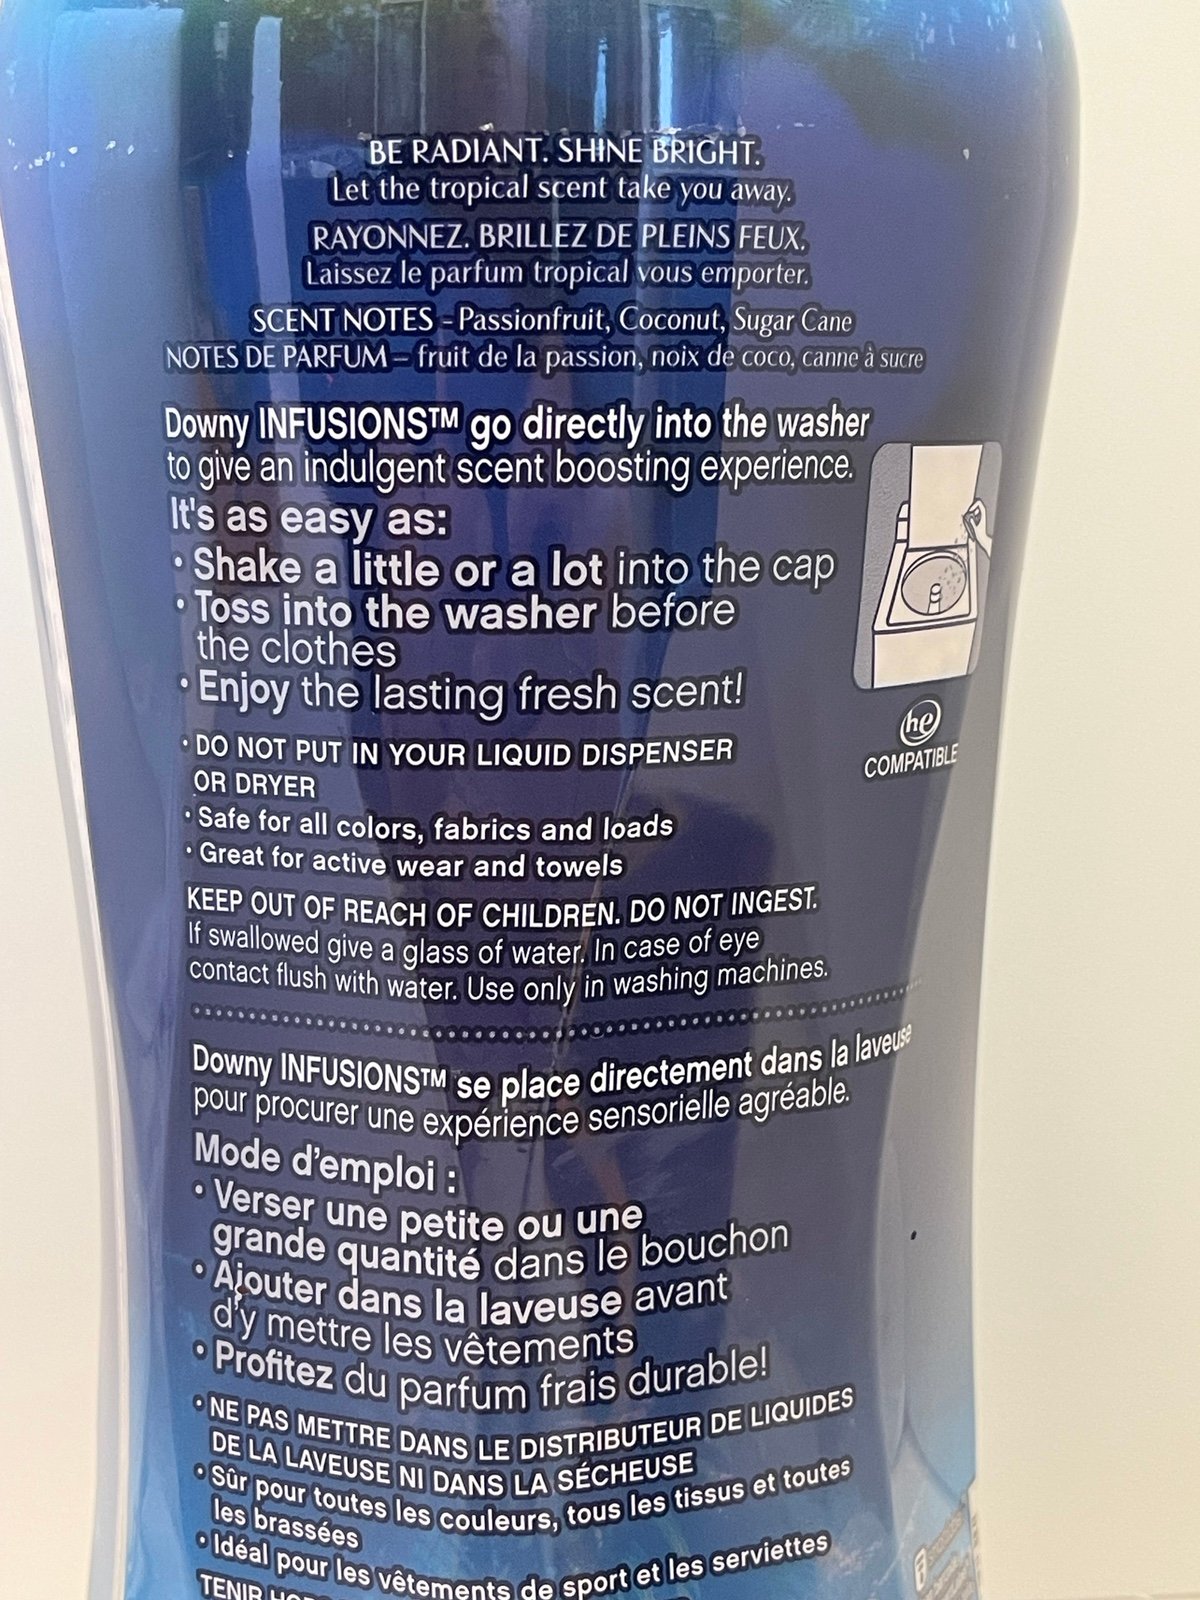 BE RADIANT. SHINE BRIGHT.
Let the tropical scent take you away.
RAYONNEZ. BRILLEZ DE PLEINS FEUX.
Laissez le parfum tropical vous emporter.
SCENT NOTES - Passionfruit, Coconut, Sugar Cane
NOTES DE PARFUM – fruit de la passion, noix de coco, canne à sucre
Downy INFUSIONS™ go directly into the washer
to give an indulgent scent boosting experience.
It's as easy as:
• Shake a little or a lot into the cap
• Toss into the washer before
the clothes
• Enjoy the lasting fresh scent!
he
COMPATIBLE
• DO NOT PUT IN YOUR LIQUID DISPENSER
OR DRYER
• Safe for all colors, fabrics and loads
• Great for active wear and towels
KEEP OUT OF REACH OF CHILDREN. DO NOT INGEST.
If swallowed give a glass of water. In case of eye
contact flush with water. Use only in washing machines.
Downy INFUSIONS™ se place directement dans la laveuse
pour procurer une expérience sensorielle agréable.
Mode d'emploi :
• Verser une petite ou une
grande quantité dans le bouchon
• Ajouter dans la laveuse avant
d'y mettre les vêtements
• Profitez du parfum frais durable!
• NE PAS METTRE DANS LE DISTRIBUTEUR DE LIQUIDES
DE LA LAVEUSE NI DANS LA SÉCHEUSE
• Sûr pour toutes les couleurs, tous les tissus et toutes
les brassées
• Idéal pour les vêtements de sport et les serviettes
TENIR